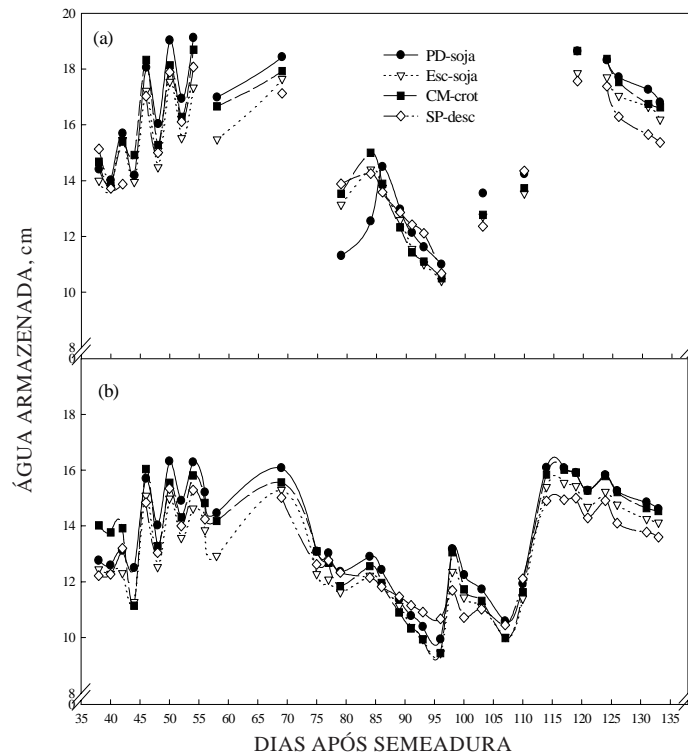 20
(a)
PD-soja
18
Esc-soja
CM-crot
16
SP-desc
14
12
10
8
0
ÁGUA ARMAZENADA, cm
(b)
18
16
14
12
10
8
0
35 40 45 50 55 60 65 70 75 80 85 90 95 100 105 110 115 120 125 130 135
DIAS APÓS SEMEADURA